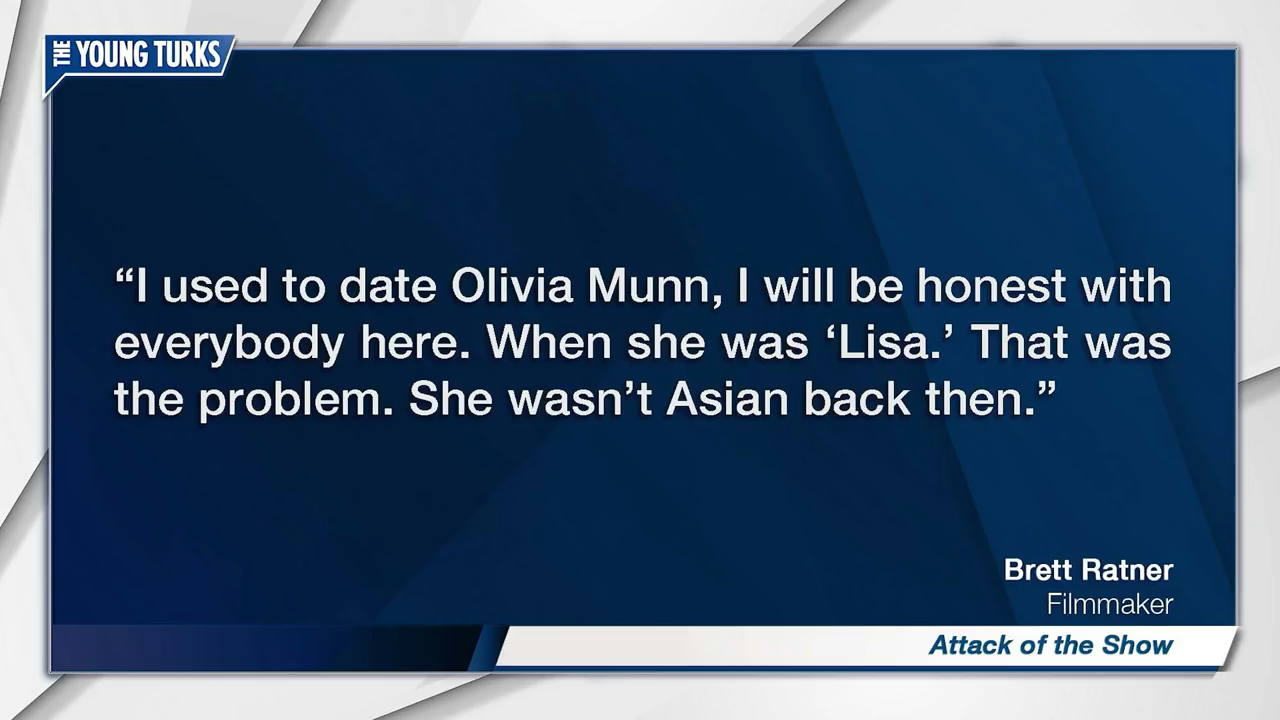 THE YOUNG TURKS
“I used to date Olivia Munn, I will be honest with
everybody here. When she was ‘Lisa.’ That was
the problem. She wasn’t Asian back then.”
Brett Ratner
Filmmaker
Attack of the Show